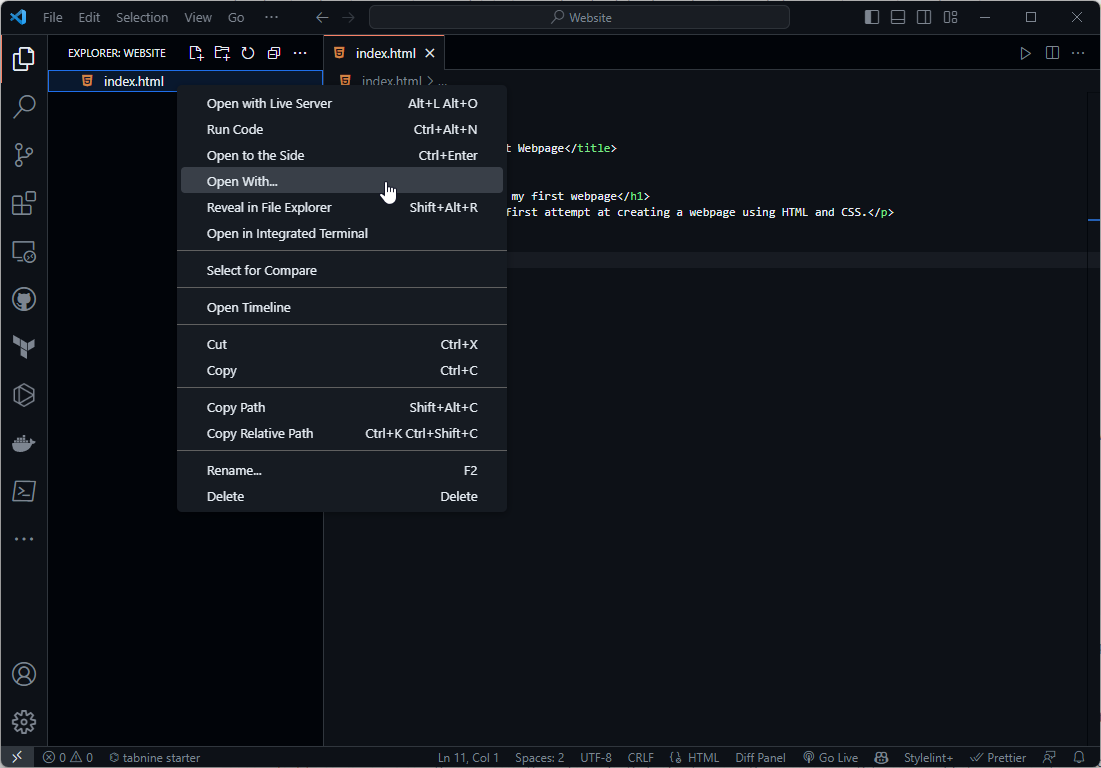 File Edit Selection View Go ··· Website
EXPLORER: WEBSITE ···
index.html
index.html
index.html > ...
Open with Live Server Alt+L Alt+O
Run Code Ctrl+Alt+N
Open to the Side Ctrl+Enter
Open With...
Reveal in File Explorer Shift+Alt+R
Open in Integrated Terminal
Select for Compare
Open Timeline
Cut Ctrl+X
Copy Ctrl+C
Copy Path Shift+Alt+C
Copy Relative Path Ctrl+K Ctrl+Shift+C
Rename... F2
Delete Delete
t Webpage</title>
my first webpage</h1>
first attempt at creating a webpage using HTML and CSS.</p>
0 0 tabnine starter Ln 11, Col 1 Spaces: 2 UTF-8 CRLF {} HTML Diff Panel Go Live Stylelint+ Prettier